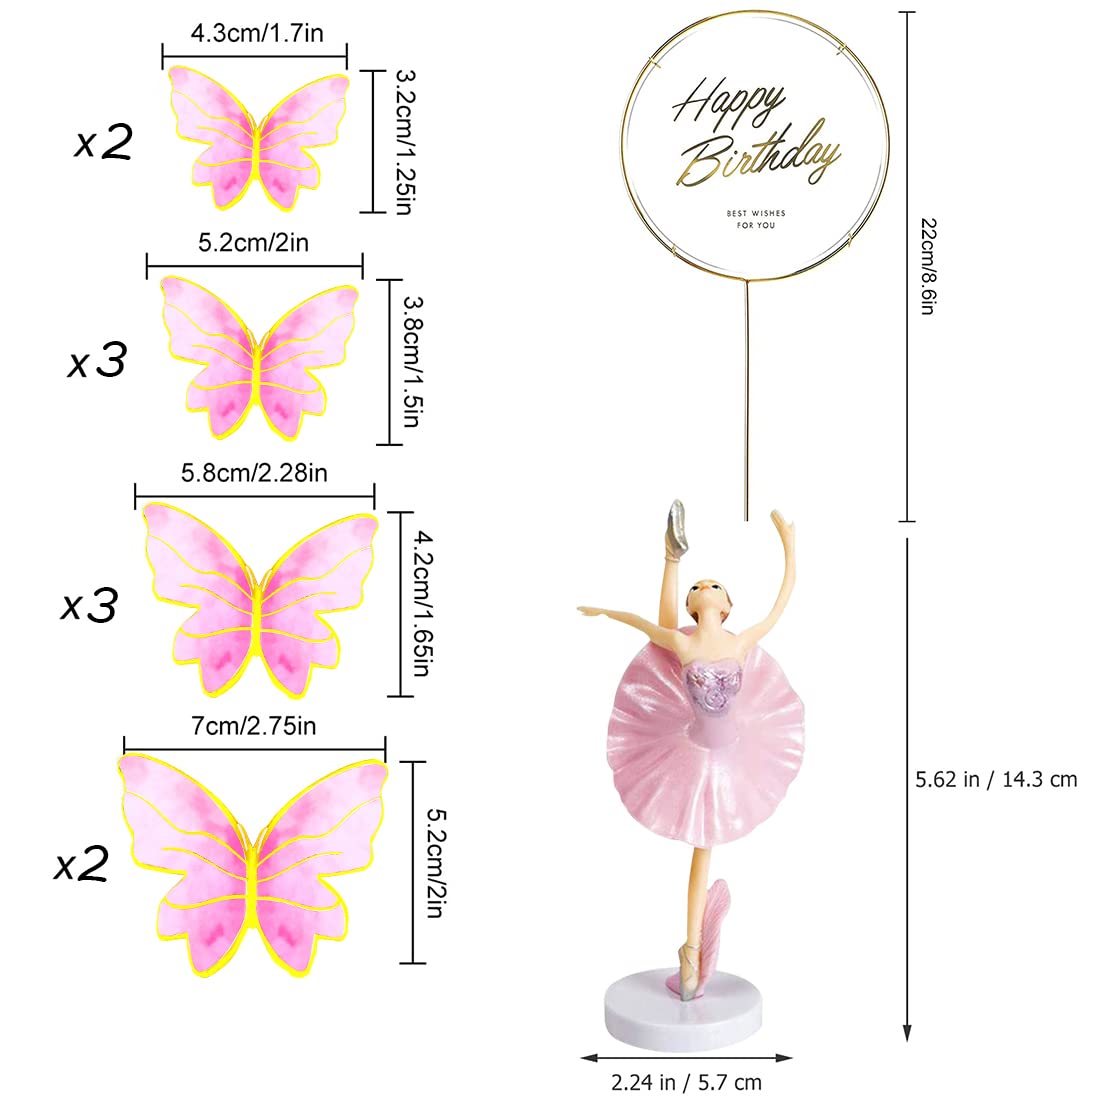 4.3cm/1.7in
x2
3.2cm/1.25in
5.2cm/2in
x3
3.8cm/1.5in
5.8cm/2.28in
x3
4.2cm/1.65in
7cm/2.75in
x2
5.2cm/2in
Happy
Birthday
BEST WISHES
FOR YOU
22cm/8.6in
5.62 in / 14.3 cm
2.24 in / 5.7 cm